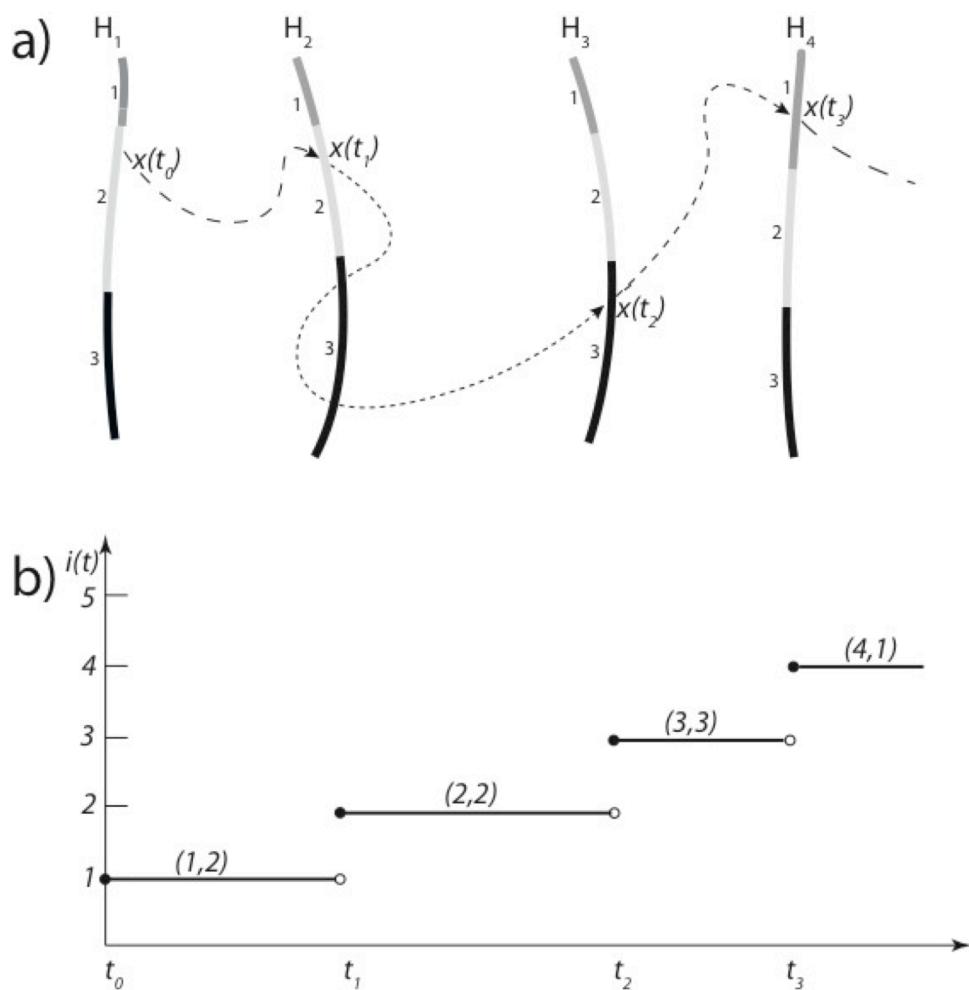 a)
H₁ H₂ H₃ H₄
1 1 1 1
x(t₀) x(t₁) x(t₃)
2 2 2 2
x(t₂)
3 3 3 3
b)
i(t)
5
4 (4,1)
3 (3,3)
2 (2,2)
1 (1,2)
t₀ t₁ t₂ t₃